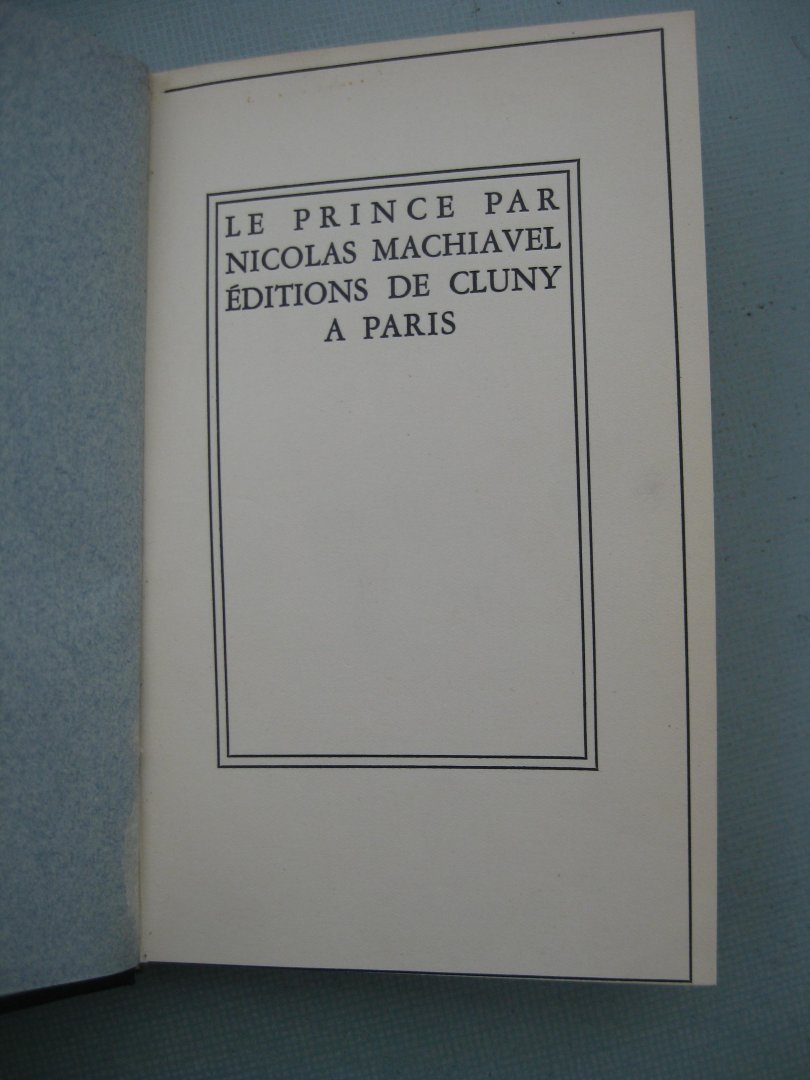 LE PRINCE PAR
NICOLAS MACHIAVEL
ÉDITIONS DE CLUNY
A PARIS